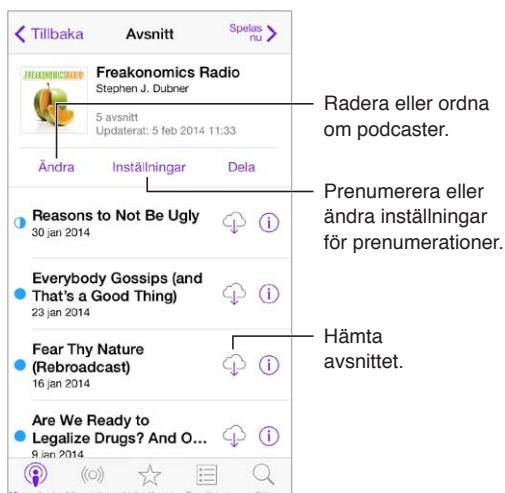 Tillbaka
Avsnitt
Spelas
nu
FREAKONOMICS RADIO
Freakonomics Radio
Stephen J. Dubner
5 avsnitt
Updaterat: 5 feb 2014 11:33
Ändra
Inställningar
Dela
Reasons to Not Be Ugly
30 jan 2014
Everybody Gossips (and
That's a Good Thing)
23 jan 2014
Fear Thy Nature
(Rebroadcast)
16 jan 2014
Are We Ready to
Legalize Drugs? And O...
9 jan 2014
Radera eller ordna
om podcaster.
Prenumerera eller
ändra inställningar
för prenumerationer.
Hämta
avsnittet.